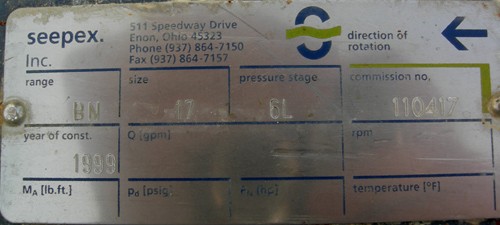 seepex.
Inc.
511 Speedway Drive
Enon, Ohio 45323
Phone (937) 864-7150
Fax (937) 864-7157
direction of
rotation
range size pressure stage commission no.
BN 17 6L 110417
year of const. Q [gpm] rpm
1999
MA [lb.ft.] pd [psig] [hp] temperature [°F]